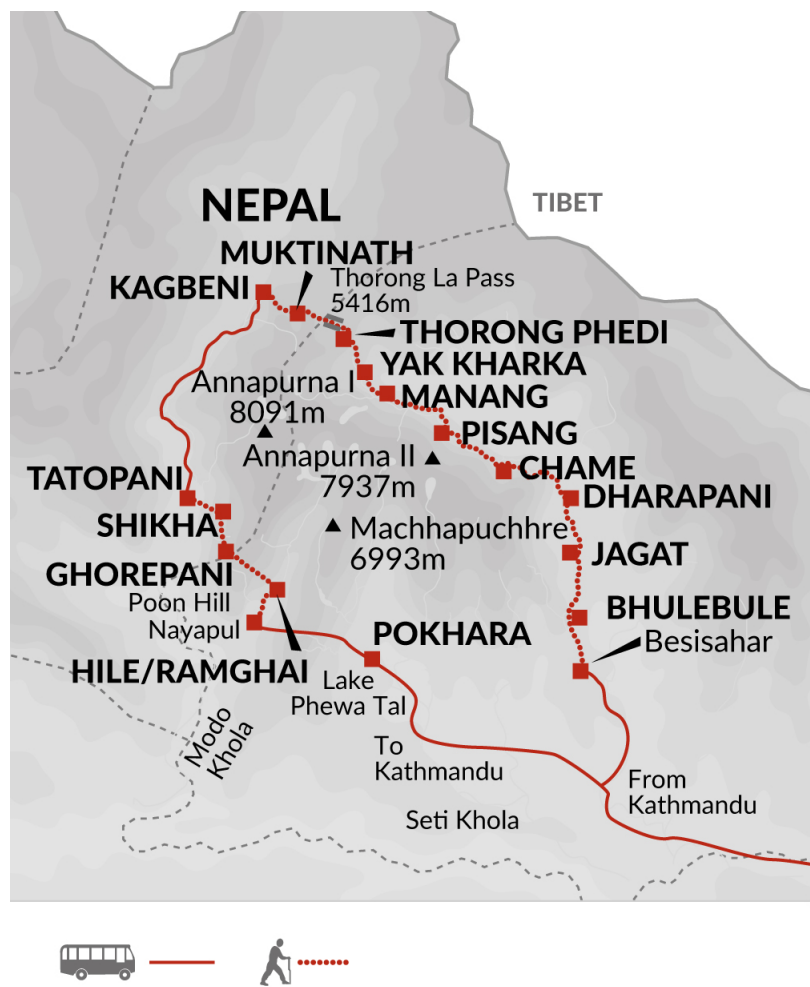 TIBET
NEPAL
MUKTINATH
KAGBENI
Thorong La Pass
5416m
THORONG PHEDI
YAK KHARKA
Annapurna I
8091m
MANANG
PISANG
Annapurna II
7937m
CHAME
TATOPANI
DHARAPANI
SHIKHA
Machhapuchhre
6993m
JAGAT
GHOREPANI
Poon Hill
Nayapul
BHULEBULE
POKHARA
Besisahar
HILE/RAMGHAI
Lake
Phewa Tal
Modo
Khola
To
Kathmandu
From
Kathmandu
Seti Khola